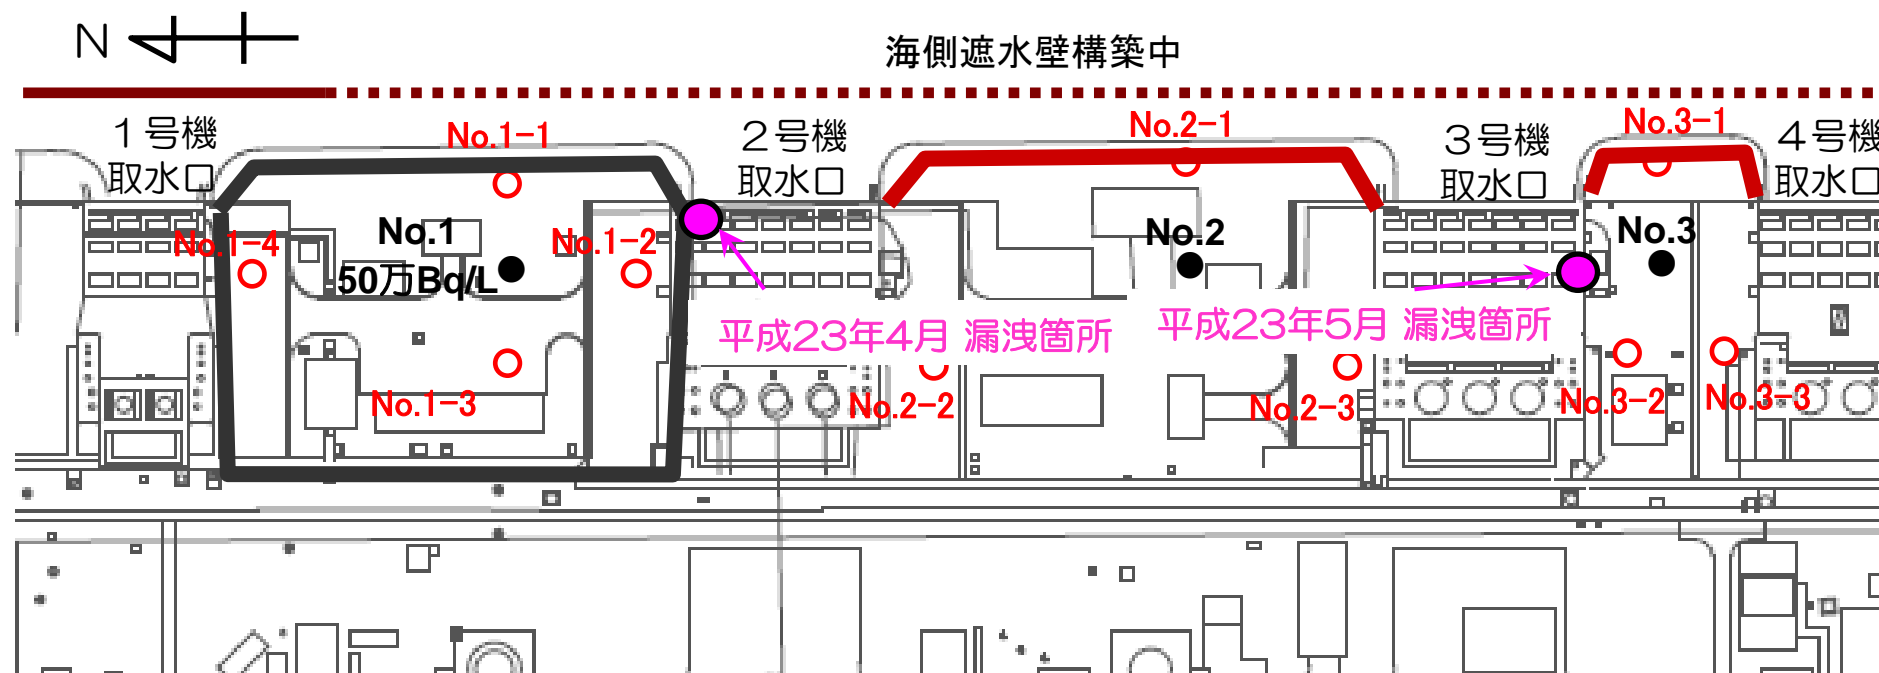 N
海側遮水壁構築中
１号機
取水口
No.1-1
２号機
取水口
No.2-1
３号機
取水口
No.3-1
４号機
取水口
No.1-4
No.1
50万Bq/L
No.1-2
No.2
No.3
平成23年4月 漏洩箇所
平成23年5月 漏洩箇所
No.1-3
No.2-2
No.2-3
No.3-2
No.3-3